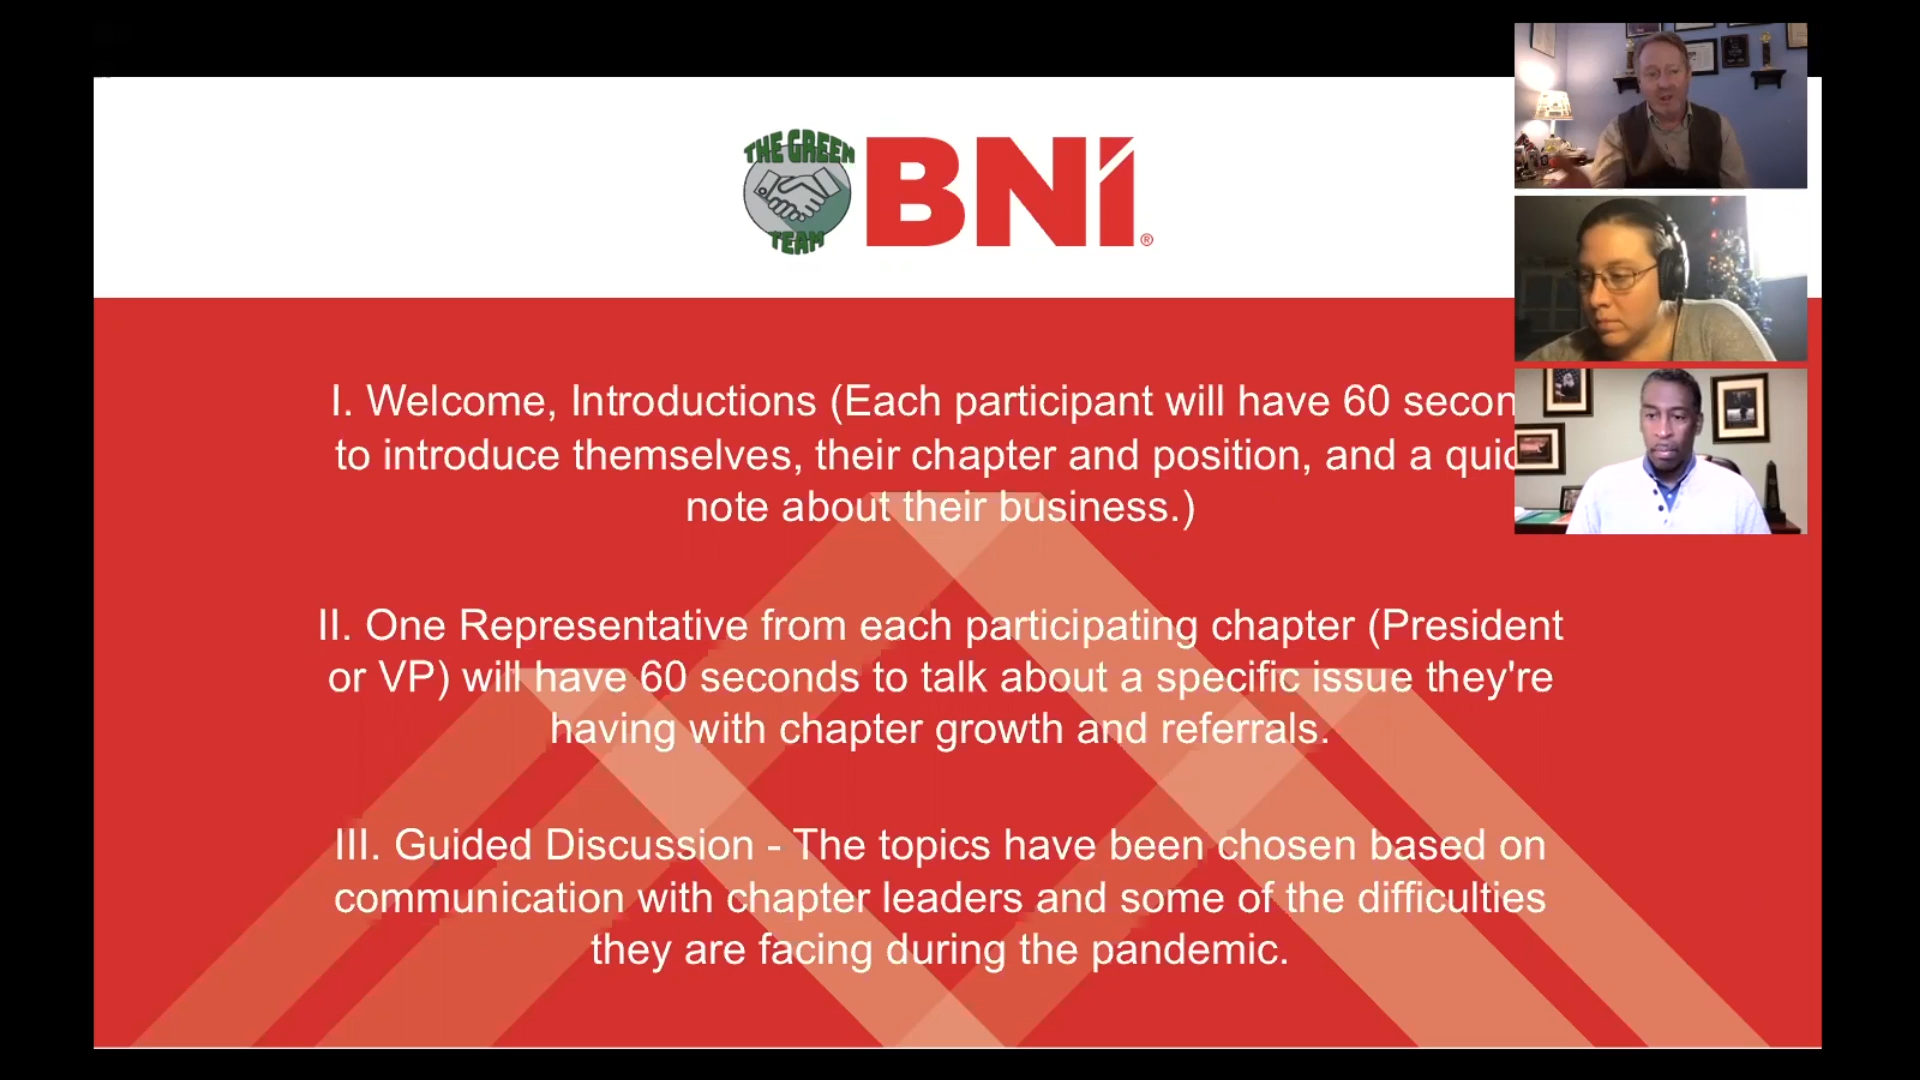 THE GREEN
TEAM
BNI®
I. Welcome, Introductions (Each participant will have 60
to introduce themselves, their chapter and position, and a
note about their business.)
II. One Representative from each participating chapter (President
or VP) will have 60 seconds to talk about a specific issue they're
having with chapter growth and referrals.
III. Guided Discussion - The topics have been chosen based on
communication with chapter leaders and some of the difficulties
they are facing during the pandemic.